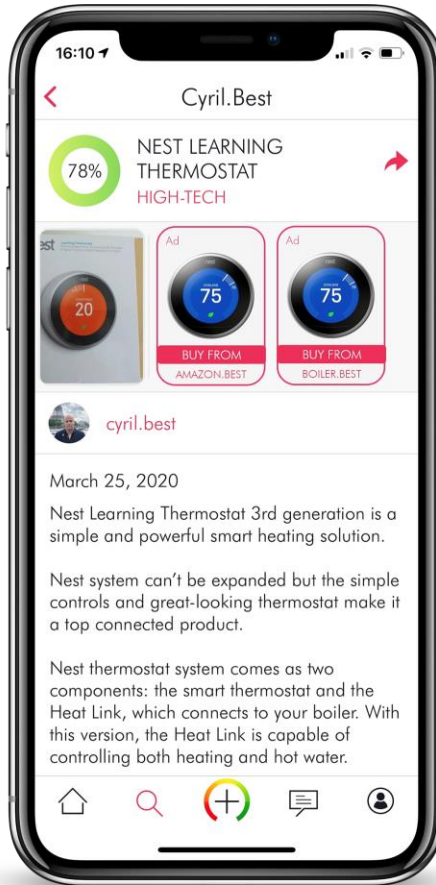 16:10
Cyril.Best
78%
NEST LEARNING
THERMOSTAT
HIGH-TECH
est
20
Ad
nest
75
BUY FROM
AMAZON.BEST
Ad
nest
75
BUY FROM
BOILER.BEST
cyril.best
March 25, 2020
Nest Learning Thermostat 3rd generation is a
simple and powerful smart heating solution.
Nest system can’t be expanded but the simple
controls and great-looking thermostat make it
a top connected product.
Nest thermostat system comes as two
components: the smart thermostat and the
Heat Link, which connects to your boiler. With
this version, the Heat Link is capable of
controlling both heating and hot water.